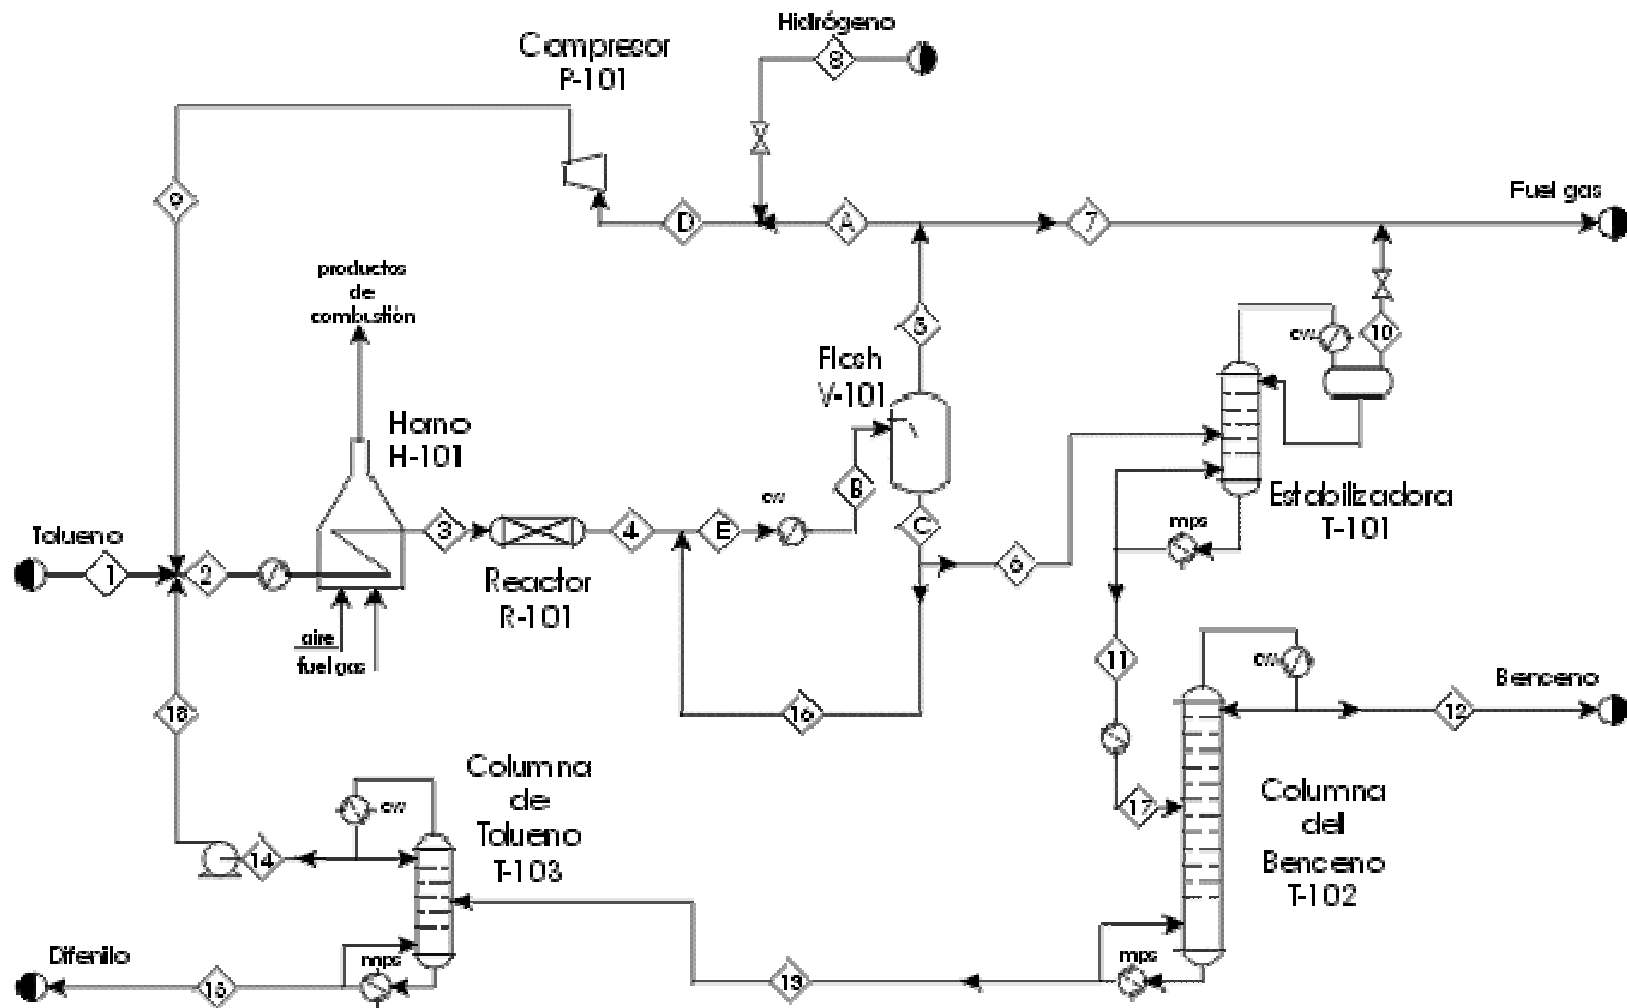 Hidrógeno
8
Compresor
P-101
9
D
A
7
Fuel gas
productos
de
combustión
5
cw
10
Flash
V-101
Horno
H-101
B
cw
3
4
E
C
Estabilizadora
T-101
mps
Tolueno
1
2
6
Reactor
R-101
aire
fuel gas
11
cw
Benceno
12
18
16
Columna
de
Tolueno
T-103
cw
17
Columna
del
Benceno
T-102
14
Difenilo
15
mps
13
mps